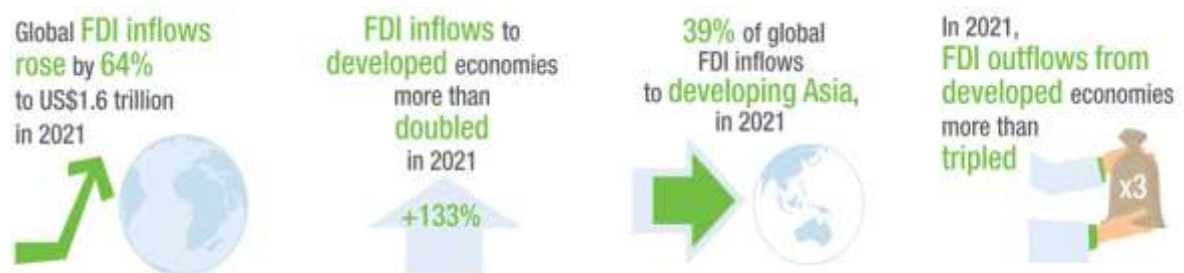 Global FDI inflows
rose by 64%
to US$1.6 trillion
in 2021
FDI inflows to
developed economies
more than
doubled
in 2021
+133%
39% of global
FDI inflows
to developing Asia,
in 2021
In 2021,
FDI outflows from
developed economies
more than
tripled
x3